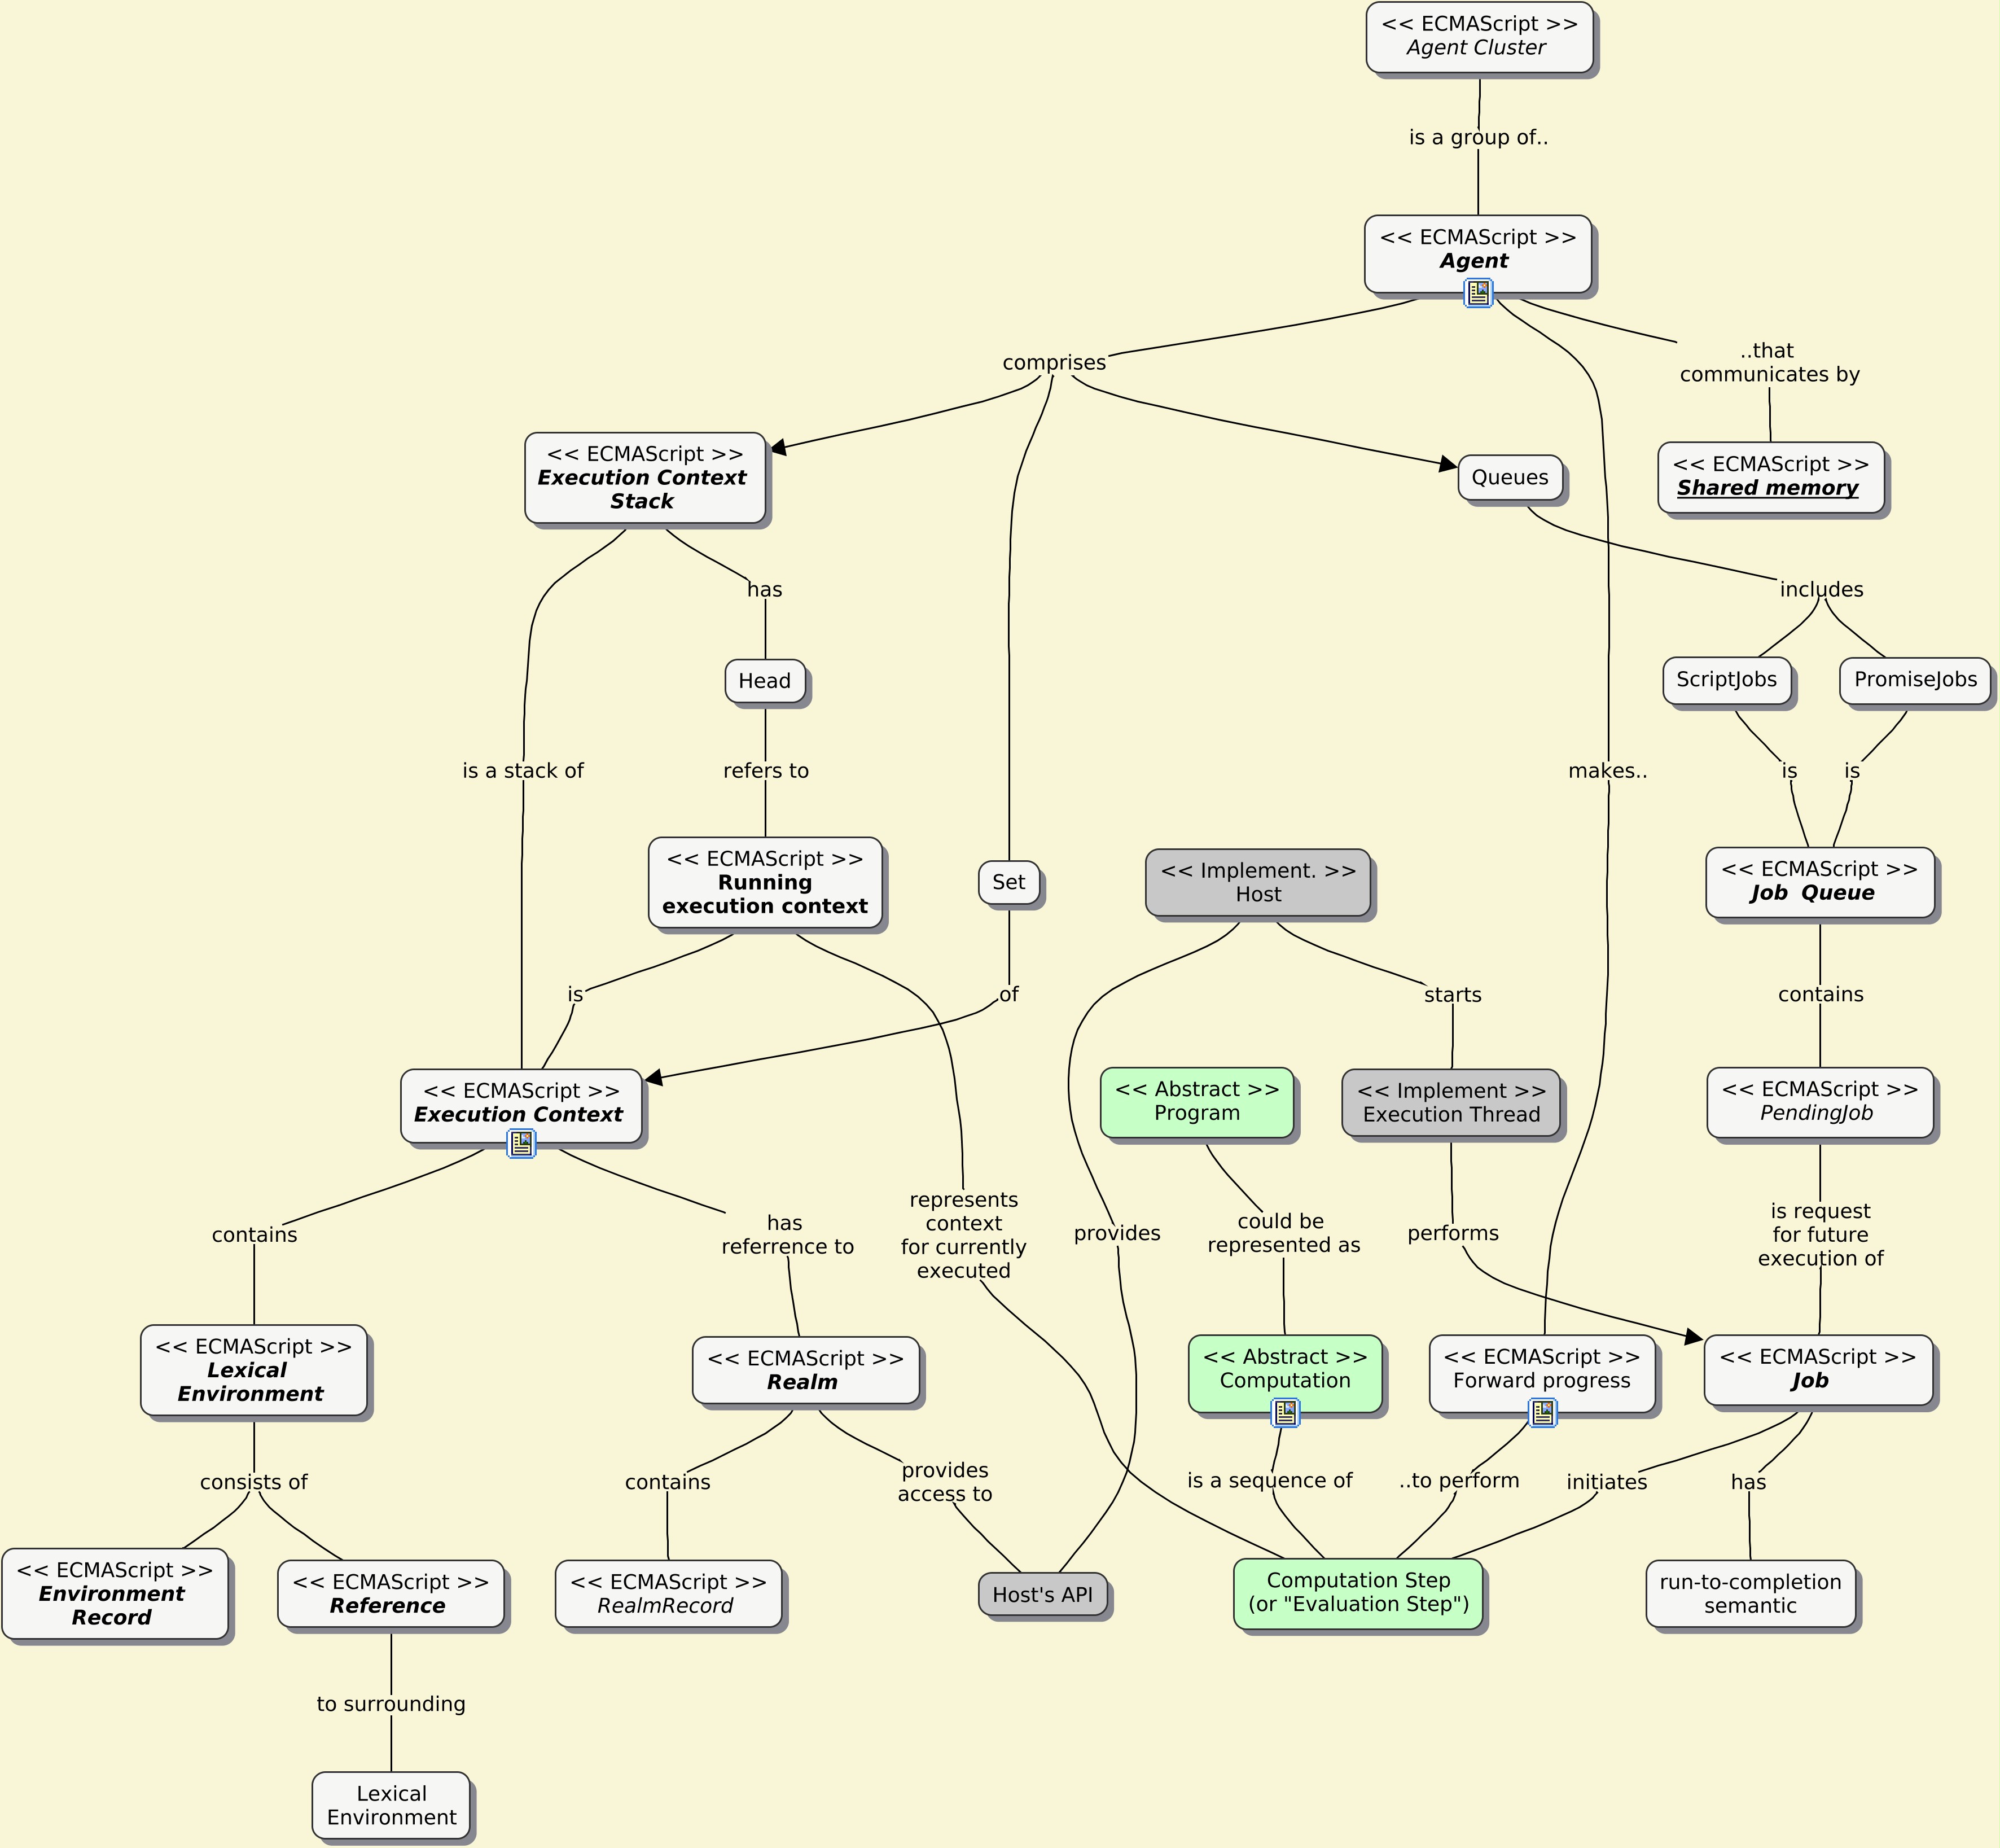 << ECMAScript >>
Agent Cluster
is a group of..
<< ECMAScript >>
Agent
comprises
..that
communicates by
<< ECMAScript >>
Execution Context
Stack
Queues
<< ECMAScript >>
Shared memory
has
includes
Head
ScriptJobs
PromiseJobs
is a stack of
refers to
makes..
is
is
<< ECMAScript >>
Running
execution context
Set
<< Implement. >>
Host
<< ECMAScript >>
Job  Queue
is
of
starts
contains
<< ECMAScript >>
Execution Context
<< Abstract >>
Program
<< Implement >>
Execution Thread
<< ECMAScript >>
PendingJob
contains
has
referrence to
represents
context
for currently
executed
provides
could be
represented as
performs
is request
for future
execution of
<< ECMAScript >>
Lexical
Environment
<< ECMAScript >>
Realm
<< Abstract >>
Computation
<< ECMAScript >>
Forward progress
<< ECMAScript >>
Job
consists of
contains
provides
access to
is a sequence of
..to perform
initiates
has
<< ECMAScript >>
Environment
Record
<< ECMAScript >>
Reference
<< ECMAScript >>
RealmRecord
Host's API
Computation Step
(or "Evaluation Step")
run-to-completion
semantic
to surrounding
Lexical
Environment